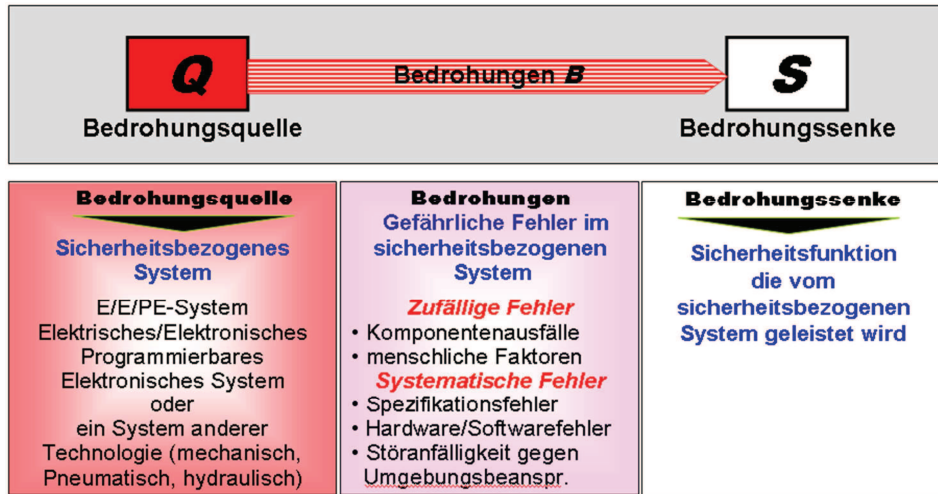 Q
Bedrohungen B
S
Bedrohungsquelle
Bedrohungssenke
Bedrohungsquelle
Sicherheitsbezogenes
System
E/E/PE-System
Elektrisches/Elektronisches
Programmierbares
Elektronisches System
oder
ein System anderer
Technologie (mechanisch,
Pneumatisch, hydraulisch)
Bedrohungen
Gefährliche Fehler im
sicherheitsbezogenen
System
Zufällige Fehler
• Komponentenausfälle
• menschliche Faktoren
Systematische Fehler
• Spezifikationsfehler
• Hardware/Softwarefehler
• Störanfälligkeit gegen
Umgebungsbeanspr.
Bedrohungssenke
Sicherheitsfunktion
die vom
sicherheitsbezogenen
System geleistet wird